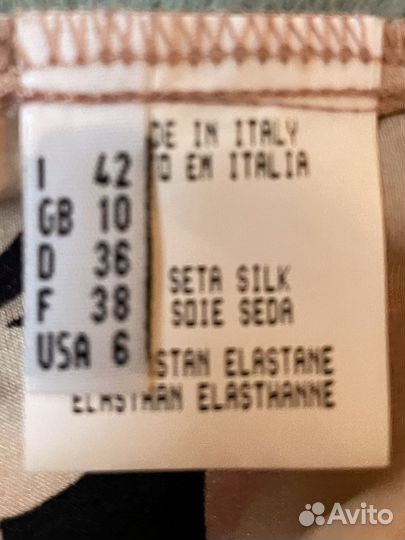 DE IN ITALY
O EM ITALIA
I 42
GB 10
D 36
F 38
USA 6
SETA SILK
SOIE SEDA
STAN ELASTANE
ELASTHAN ELASTHANNE
Avito